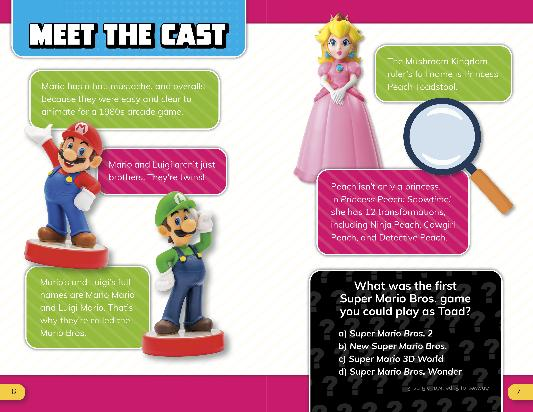 MEET THE CAST
Mario has a hat, mustache, and overalls
because they were easy and clear to
animate for a 1980s arcade game.
Mario and Luigi aren't just
brothers. They're twins!
Mario's and Luigi's full
names are Mario Mario
and Luigi Mario. That's
why they're called the
Mario Bros.
6
The Mushroom Kingdom
ruler's full name is Princess
Peach Toadstool.
Peach isn't only a princess.
In Princess Peach: Showtime!
she has 12 transformations,
including Ninja Peach, Cowgirl
Peach, and Detective Peach.
What was the first
Super Mario Bros. game
you could play as Toad?
a) Super Mario Bros. 2
b) New Super Mario Bros.
c) Super Mario 3D World
d) Super Mario Bros. Wonder
7